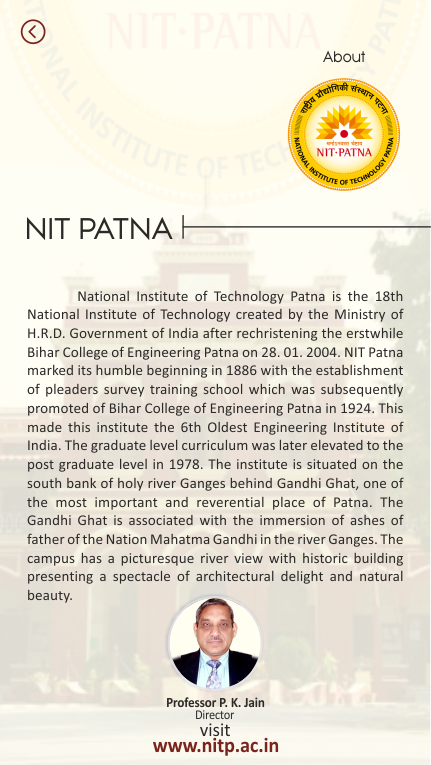 NIT·PATNA
NATIONAL INSTITUTE OF TECHNOLOGY
About
राष्ट्रीय प्रौद्योगिकी संस्थान पटना
NIT·PATNA
NATIONAL INSTITUTE OF TECHNOLOGY PATNA
NIT PATNA
National Institute of Technology Patna is the 18th
National Institute of Technology created by the Ministry of
H.R.D. Government of India after rechristening the erstwhile
Bihar College of Engineering Patna on 28. 01. 2004. NIT Patna
marked its humble beginning in 1886 with the establishment
of pleaders survey training school which was subsequently
promoted of Bihar College of Engineering Patna in 1924. This
made this institute the 6th Oldest Engineering Institute of
India. The graduate level curriculum was later elevated to the
post graduate level in 1978. The institute is situated on the
south bank of holy river Ganges behind Gandhi Ghat, one of
the most important and reverential place of Patna. The
Gandhi Ghat is associated with the immersion of ashes of
father of the Nation Mahatma Gandhi in the river Ganges. The
campus has a picturesque river view with historic building
presenting a spectacle of architectural delight and natural
beauty.
Professor P. K. Jain
Director
visit
www.nitp.ac.in